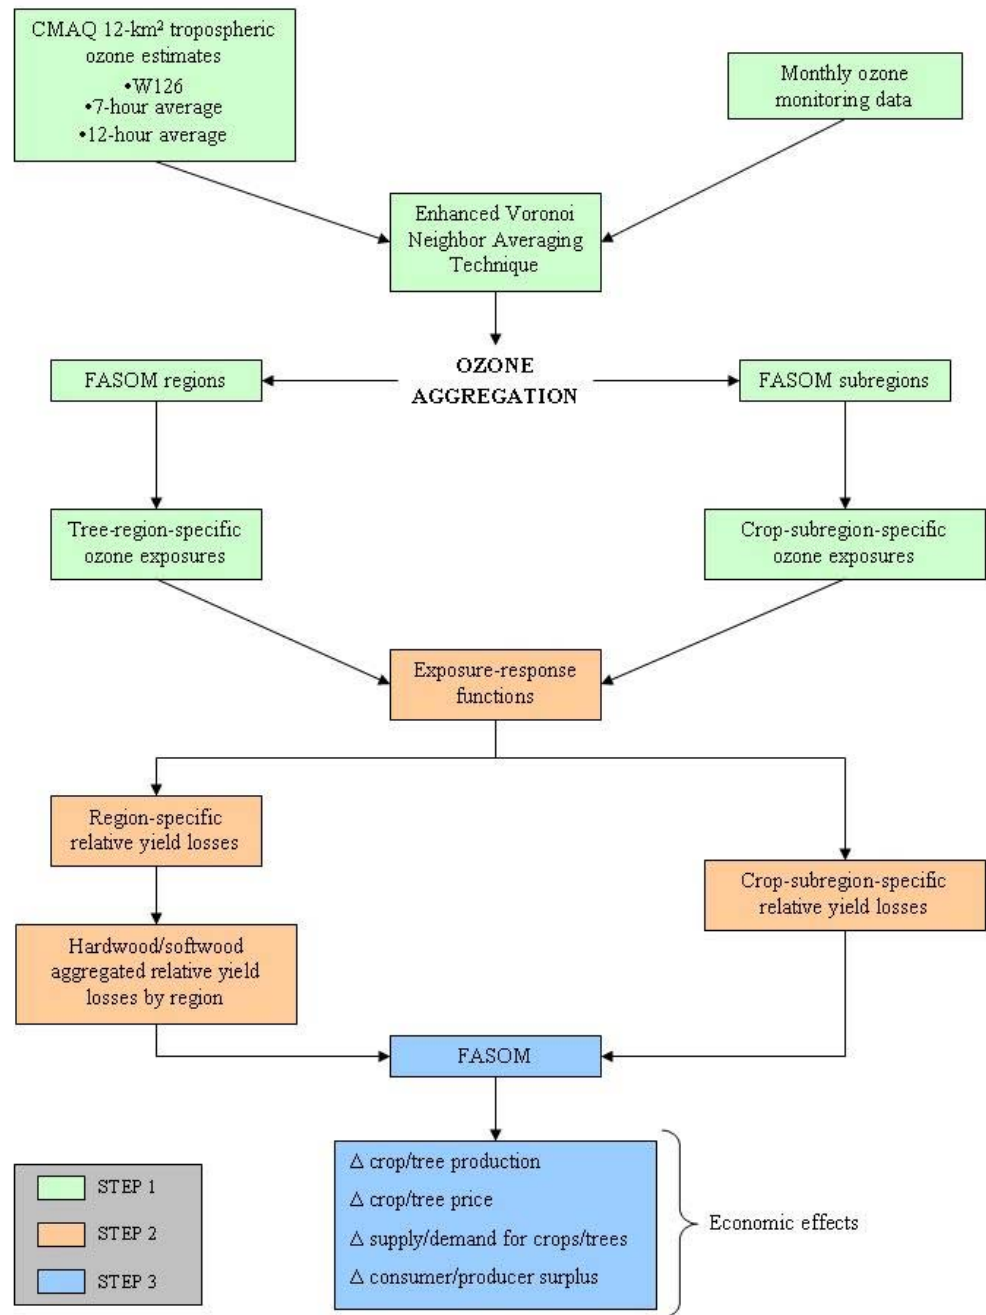 CMAQ 12-km² tropospheric
ozone estimates
•W126
•7-hour average
•12-hour average
Monthly ozone
monitoring data
Enhanced Voronoi
Neighbor Averaging
Technique
FASOM regions
OZONE
AGGREGATION
FASOM subregions
Tree-region-specific
ozone exposures
Crop-subregion-specific
ozone exposures
Exposure-response
functions
Region-specific
relative yield losses
Crop-subregion-specific
relative yield losses
Hardwood/softwood
aggregated relative yield
losses by region
FASOM
Δ crop/tree production
Δ crop/tree price
Δ supply/demand for crops/trees
Δ consumer/producer surplus
Economic effects
STEP 1
STEP 2
STEP 3